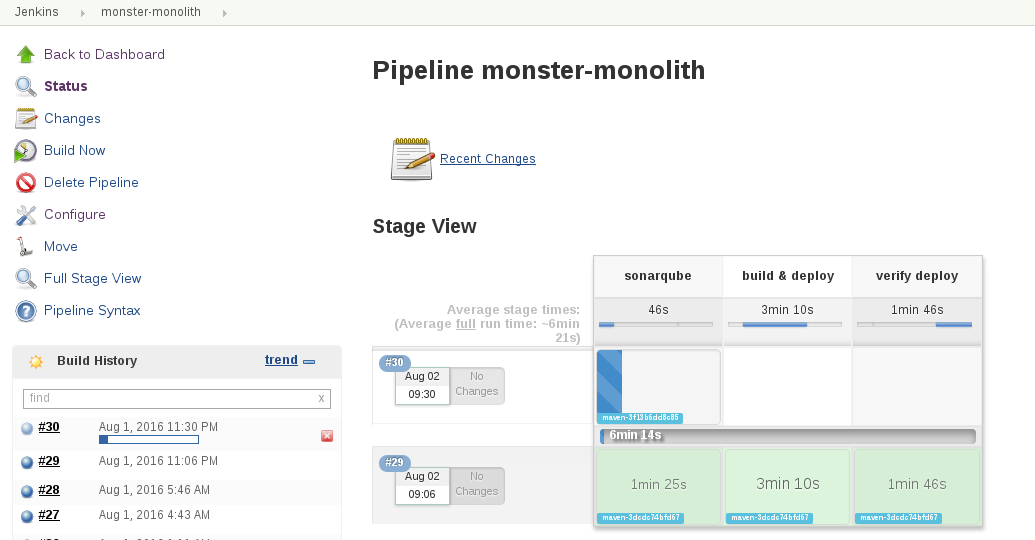 Jenkins
monster-monolith
Back to Dashboard
Status
Changes
Build Now
Delete Pipeline
Configure
Move
Full Stage View
Pipeline Syntax
Build History
trend
find
x
#30
Aug 1, 2016 11:30 PM
#29
Aug 1, 2016 11:06 PM
#28
Aug 1, 2016 5:46 AM
#27
Aug 1, 2016 4:43 AM
Pipeline monster-monolith
Recent Changes
Stage View
sonarqube
build & deploy
verify deploy
Average stage times:
(Average full run time: ~6min
21s)
46s
3min 10s
1min 46s
#30
Aug 02
09:30
No
Changes
maven-3f13b6dd8c85
6min 14s
#29
Aug 02
09:06
No
Changes
1min 25s
3min 10s
1min 46s
maven-3dcdc74bfd67
maven-3dcdc74bfd67
maven-3dcdc74bfd67